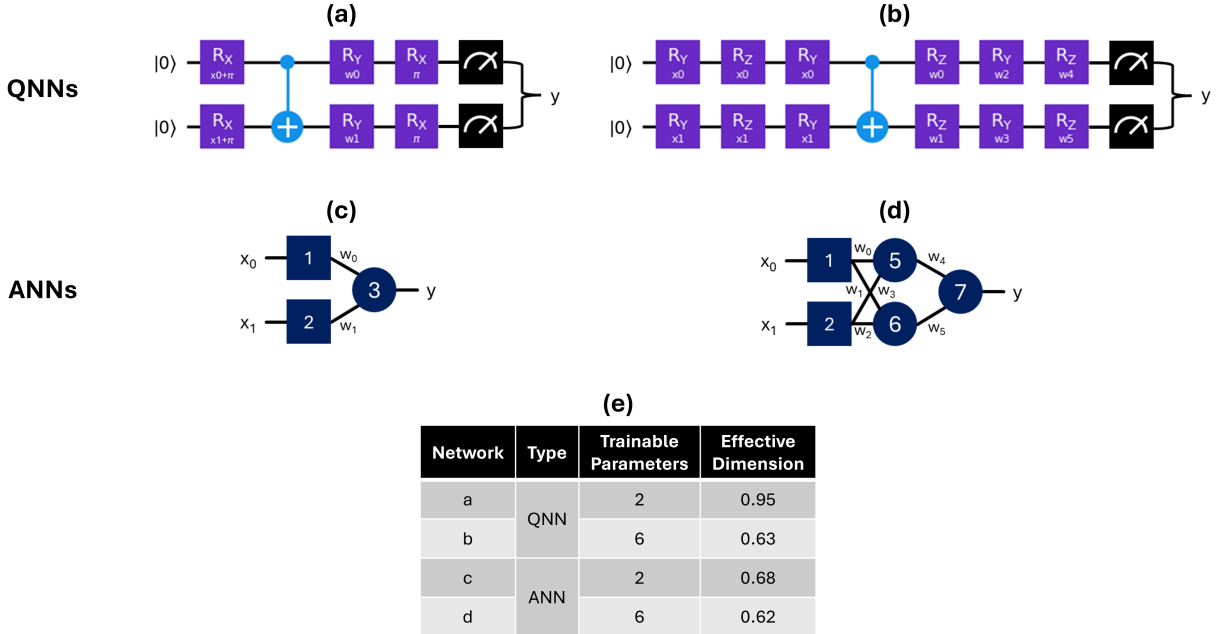 (a) (b)
QNNs
|0⟩ R_X x0+π R_Y w0 R_X π
|0⟩ R_X x1+π R_Y w1 R_X π
y
|0⟩ R_Y x0 R_Z x0 R_Y x0 R_Z w0 R_Y w2 R_Z w4
|0⟩ R_Y x1 R_Z x1 R_Y x1 R_Z w1 R_Y w3 R_Z w5
y
(c) (d)
ANNs
x₀ 1 w₀
3 y
x₁ 2 w₁
x₀ 1 w₀ 5 w₄
w₁ w₃ 7 y
x₁ 2 w₂ 6 w₅
(e)
Network Type Trainable Parameters Effective Dimension
a QNN 2 0.95
b 6 0.63
c ANN 2 0.68
d 6 0.62